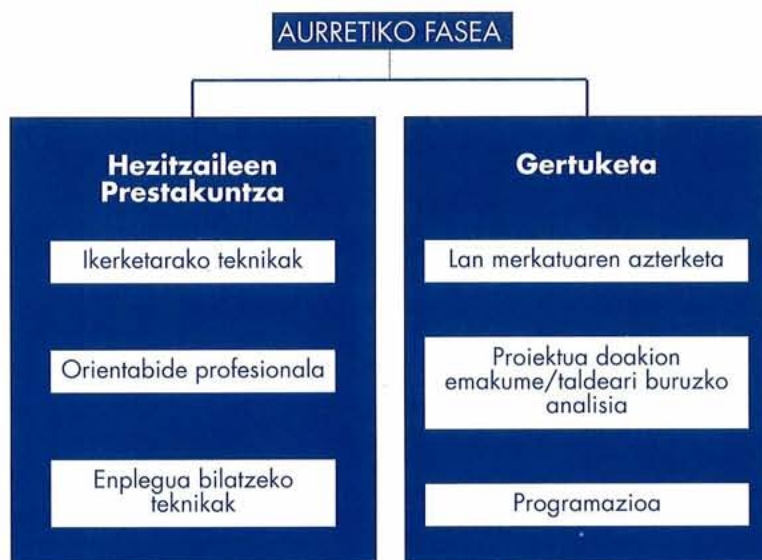 AURRETIKO FASEA
Hezitzaileen
Prestakuntza
Ikerketarako teknikak
Orientabide profesionala
Enplegua bilatzeko
teknikak
Gertuketa
Lan merkatuaren azterketa
Proiektua doakion
emakume/taldeari buruzko
analisia
Programazioa